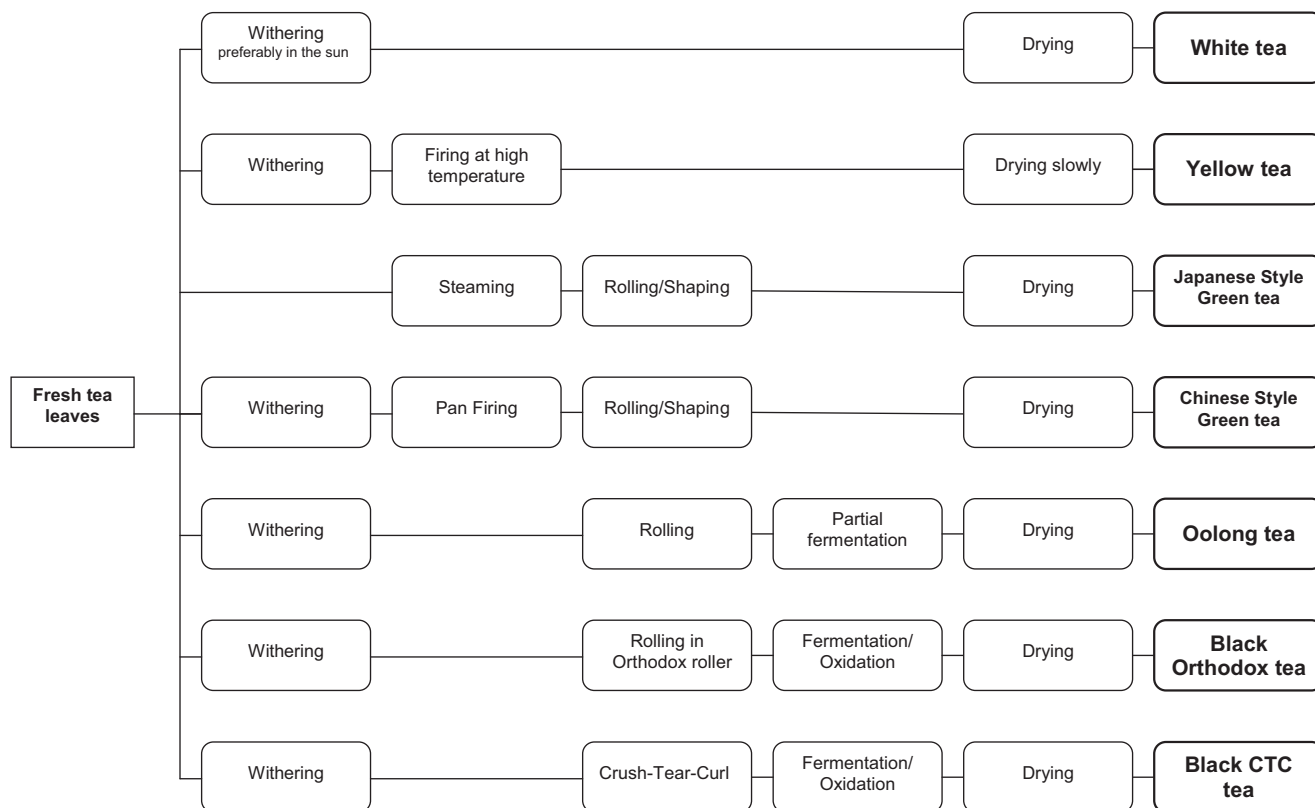 Withering
preferably in the sun
Drying
White tea
Withering
Firing at high
temperature
Drying slowly
Yellow tea
Steaming
Rolling/Shaping
Drying
Japanese Style
Green tea
Fresh tea
leaves
Withering
Pan Firing
Rolling/Shaping
Drying
Chinese Style
Green tea
Withering
Rolling
Partial
fermentation
Drying
Oolong tea
Withering
Rolling in
Orthodox roller
Fermentation/
Oxidation
Drying
Black
Orthodox tea
Withering
Crush-Tear-Curl
Fermentation/
Oxidation
Drying
Black CTC
tea